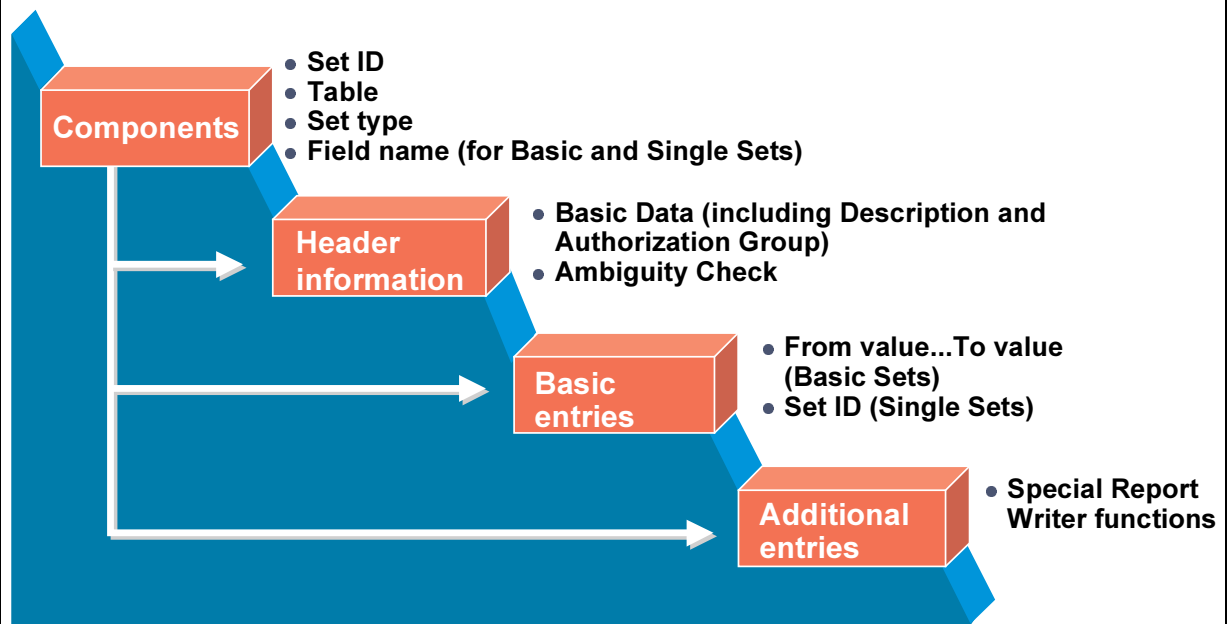 Components
• Set ID
• Table
• Set type
• Field name (for Basic and Single Sets)
Header
information
• Basic Data (including Description and
Authorization Group)
• Ambiguity Check
Basic
entries
• From value...To value
(Basic Sets)
• Set ID (Single Sets)
Additional
entries
• Special Report
Writer functions